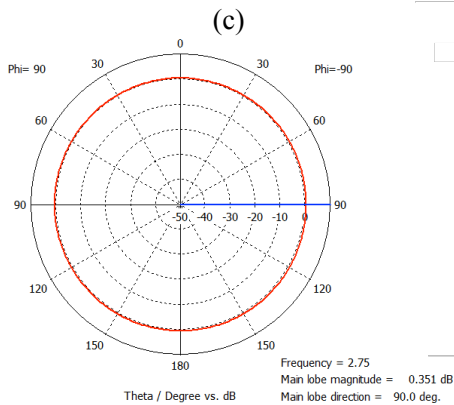 (c)
0
30 30
Phi= 90 Phi=-90
60 60
90 90
-50 -40 -30 -20 -10 0
120 120
150 150
180
Frequency = 2.75
Main lobe magnitude = 0.351 dB
Theta / Degree vs. dB Main lobe direction = 90.0 deg.